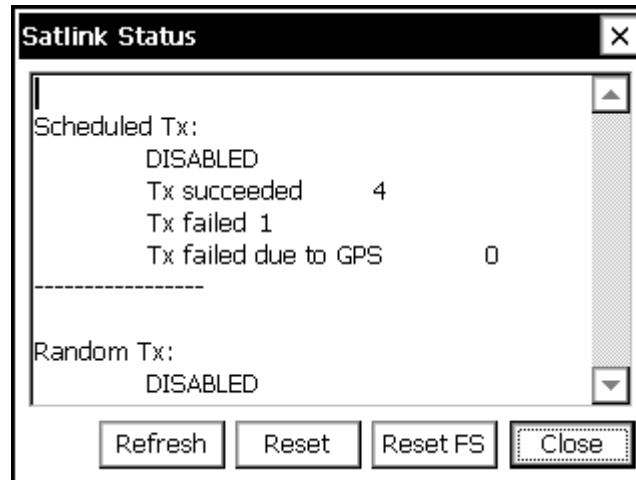 Satlink Status
Scheduled Tx:
DISABLED
Tx succeeded 4
Tx failed 1
Tx failed due to GPS 0
-----------------
Random Tx:
DISABLED
Refresh Reset Reset FS Close